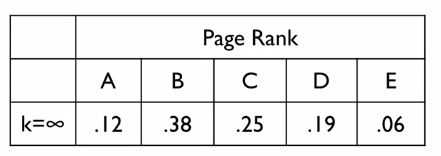 Page Rank
A B C D E
k=∞ .12 .38 .25 .19 .06